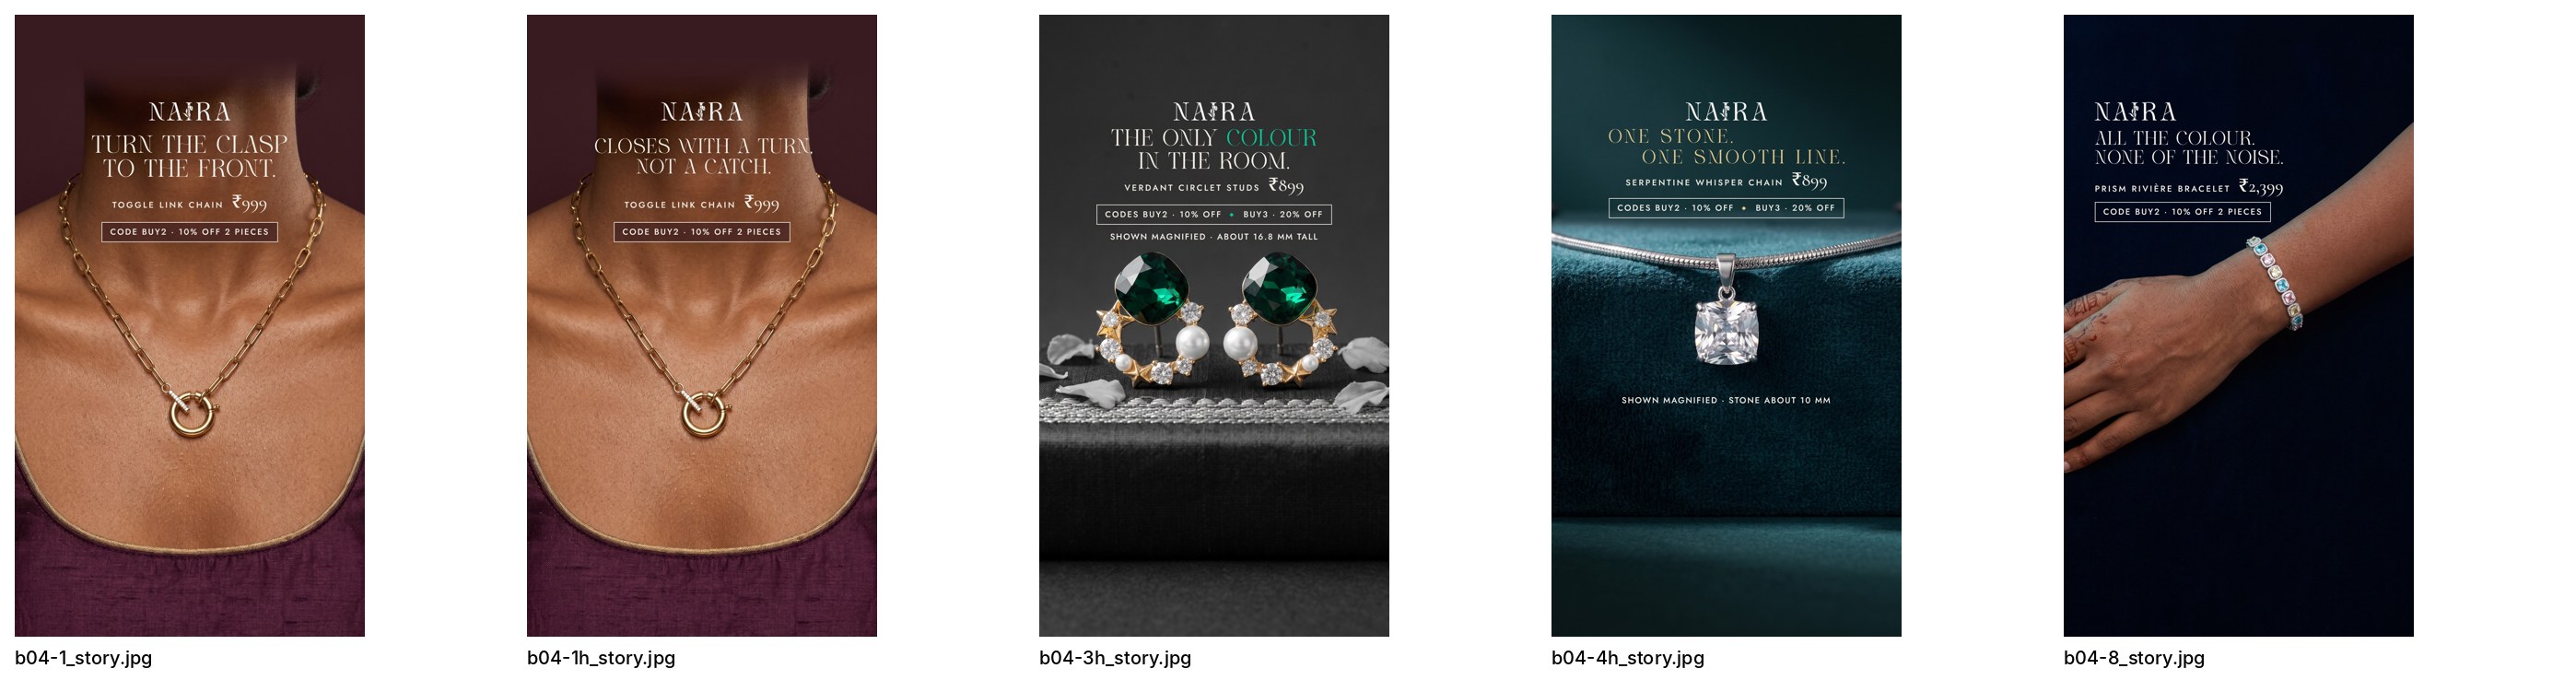 NAIRA
TURN THE CLASP
TO THE FRONT.
TOGGLE LINK CHAIN ₹999
CODE BUY2 · 10% OFF 2 PIECES
b04-1_story.jpg
NAIRA
CLOSES WITH A TURN,
NOT A CATCH.
TOGGLE LINK CHAIN ₹999
CODE BUY2 · 10% OFF 2 PIECES
b04-1h_story.jpg
NAIRA
THE ONLY COLOUR
IN THE ROOM.
VERDANT CIRCLET STUDS ₹899
CODES BUY2 · 10% OFF ✦ BUY3 · 20% OFF
SHOWN MAGNIFIED · ABOUT 16.8 MM TALL
b04-3h_story.jpg
NAIRA
ONE STONE.
ONE SMOOTH LINE.
SERPENTINE WHISPER CHAIN ₹899
CODES BUY2 · 10% OFF ✦ BUY3 · 20% OFF
SHOWN MAGNIFIED · STONE ABOUT 10 MM
b04-4h_story.jpg
NAIRA
ALL THE COLOUR.
NONE OF THE NOISE.
PRISM RIVIÈRE BRACELET ₹2,399
CODE BUY2 · 10% OFF 2 PIECES
b04-8_story.jpg